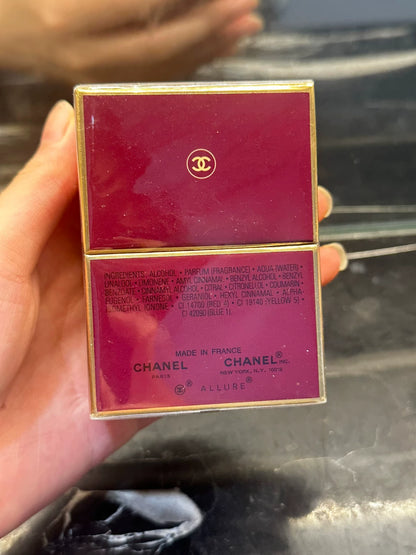 INGREDIENTS: ALCOHOL • PARFUM (FRAGRANCE) • AQUA (WATER) •
LINALOOL • LIMONENE • AMYL CINNAMAL • BENZYL ALCOHOL • BENZYL
BENZOATE • CINNAMYL ALCOHOL • CITRAL • CITRONELLOL • COUMARIN
EUGENOL • FARNESOL • GERANIOL • HEXYL CINNAMAL • ALPHA
ISOMETHYL IONONE • CI 14700 (RED 4) • CI 19140 (YELLOW 5)
CI 42090 (BLUE 1).
MADE IN FRANCE
CHANEL CHANEL® INC.
PARIS NEW YORK, N.Y. 10019
® ALLURE®